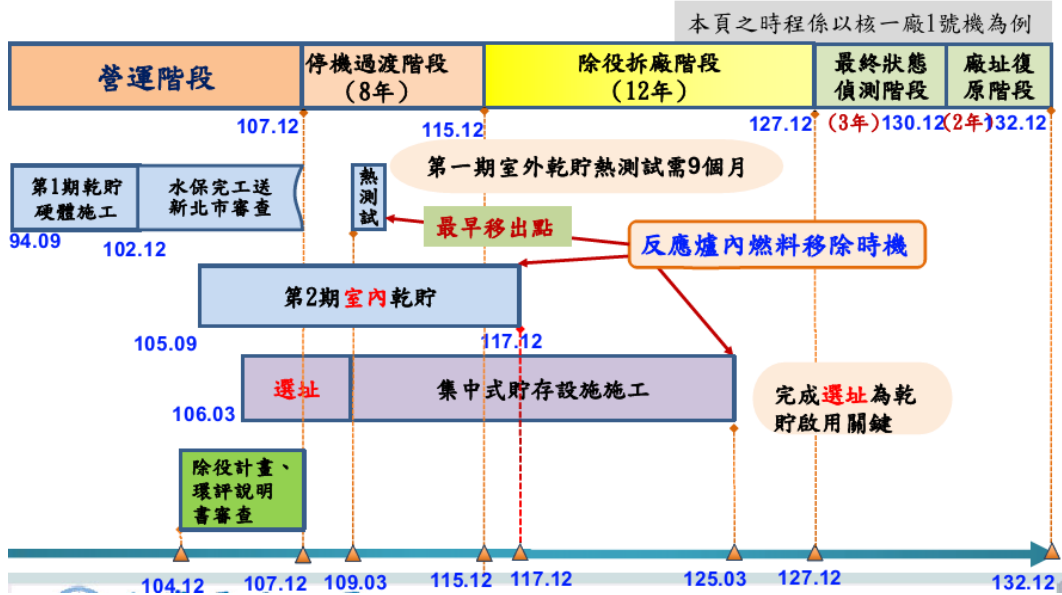 本頁之時程係以核一廠1號機為例
營運階段
停機過渡階段
(8年)
除役拆廠階段
(12年)
最終狀態
偵測階段
廠址復
原階段
107.12
115.12
127.12
(3年)
130.12
(2年)
132.12
第1期乾貯
硬體施工
水保完工送
新北市審查
熱
測
試
第一期室外乾貯熱測試需9個月
94.09
102.12
最早移出點
反應爐內燃料移除時機
第2期室內乾貯
105.09
117.12
選址
集中式貯存設施施工
106.03
完成選址為乾
貯啟用關鍵
除役計畫、
環評說明
書審查
104.12
107.12
109.03
115.12
117.12
125.03
127.12
132.12